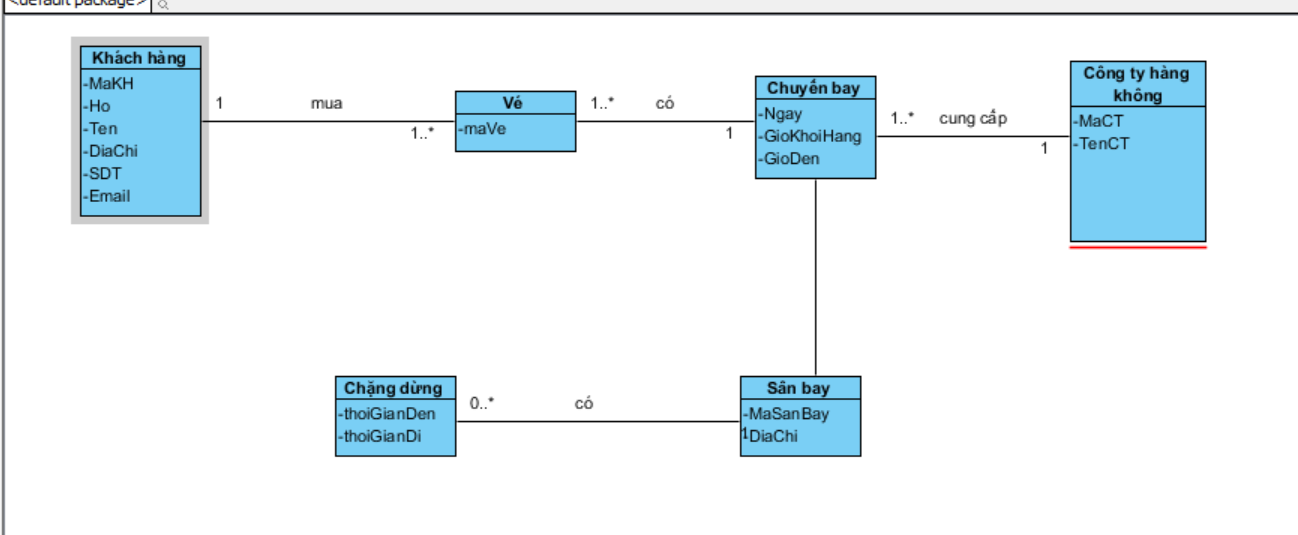 <default package>
Khách hàng
-MaKH
-Ho
-Ten
-DiaChi
-SDT
-Email
1
mua
1..*
Vé
-maVe
1..*
có
1
Chuyến bay
-Ngay
-GioKhoiHang
-GioDen
1..*
cung cấp
1
Công ty hàng
không
-MaCT
-TenCT
Chặng dừng
-thoiGianDen
-thoiGianDi
0..*
có
Sân bay
-MaSanBay
1DiaChi